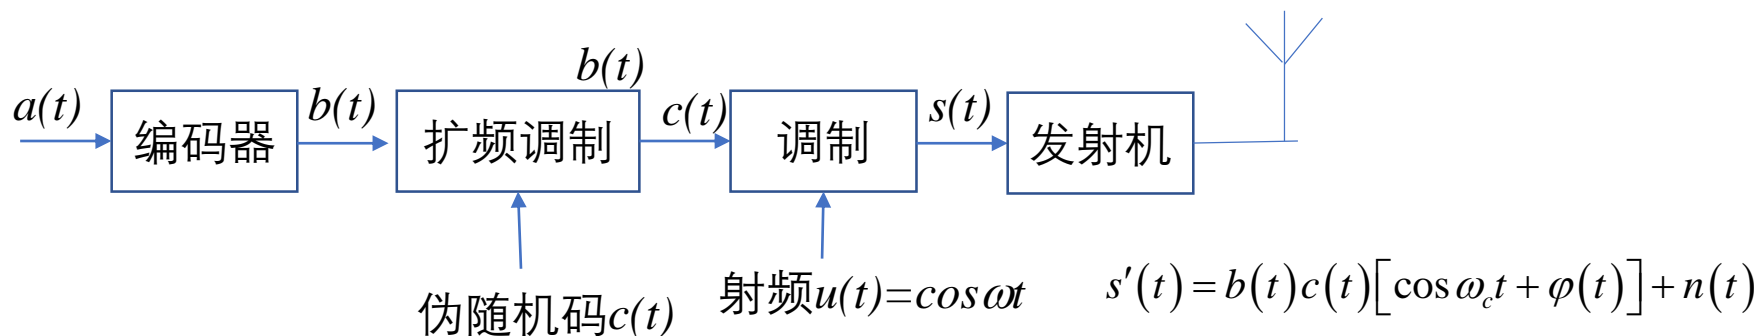 a(t)
编码器
b(t)
扩频调制
b(t)
c(t)
调制
s(t)
发射机
伪随机码c(t)
射频u(t)=cosωt
s′(t)=b(t)c(t)[cosω_c t+φ(t)]+n(t)